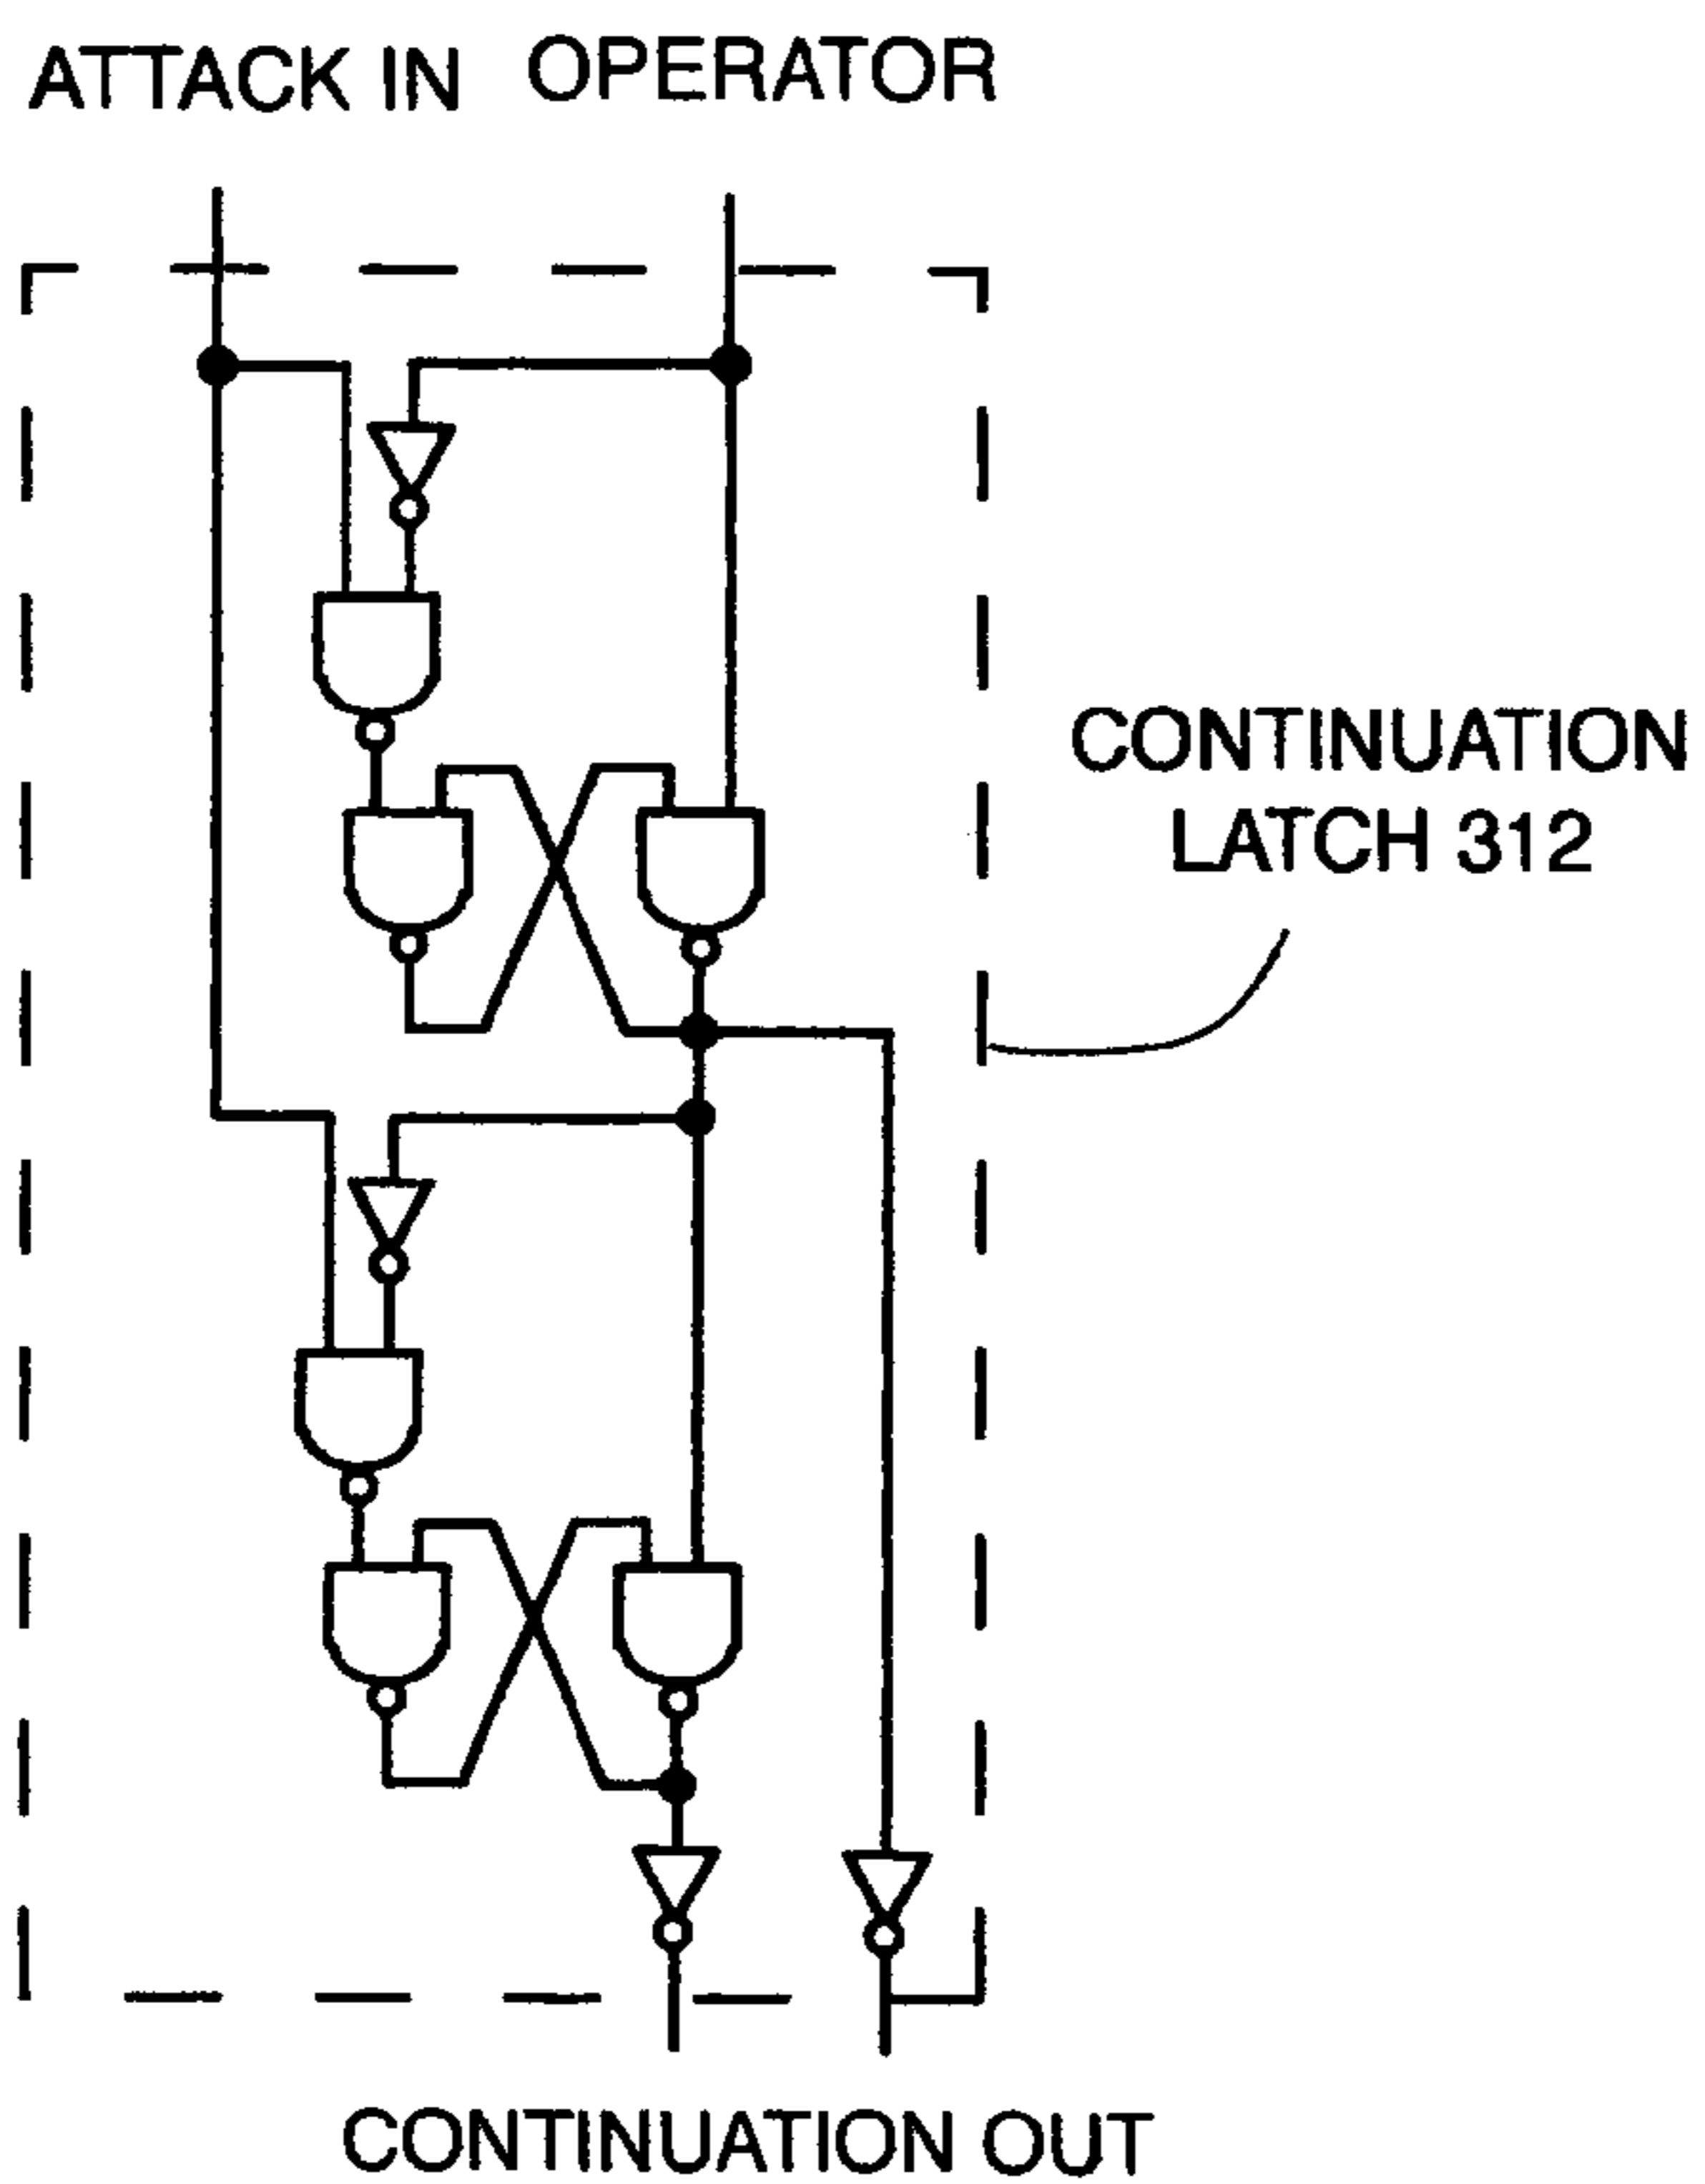 ATTACK IN
OPERATOR
CONTINUATION
LATCH 312
CONTINUATION OUT